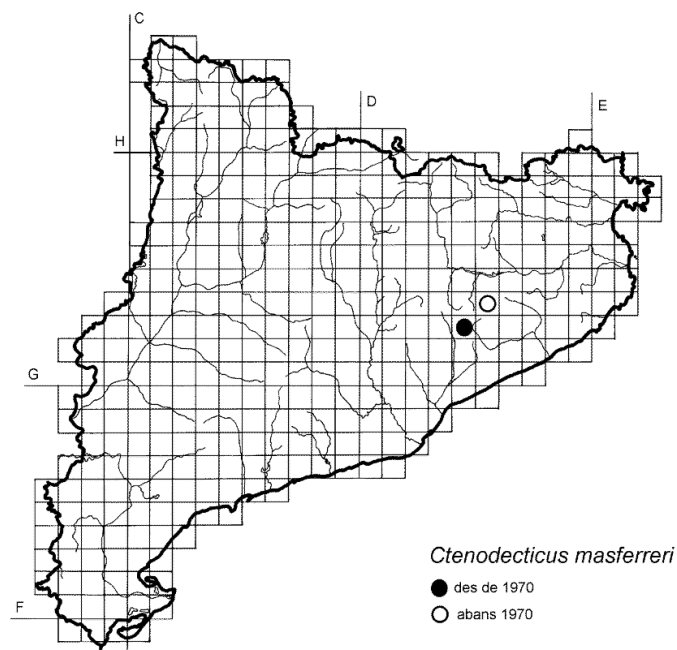 C
D
E
H
G
F
Ctenodecticus masferreri
des de 1970
abans 1970